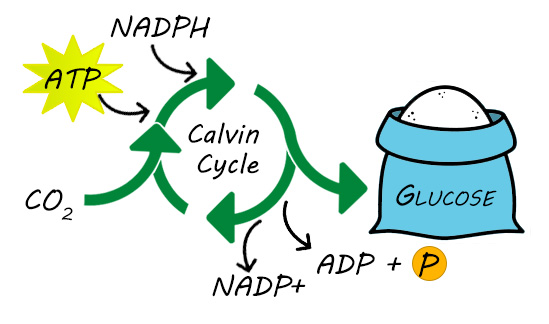 NADPH
ATP
Calvin
Cycle
CO₂
GLUCOSE
ADP + P
NADP+